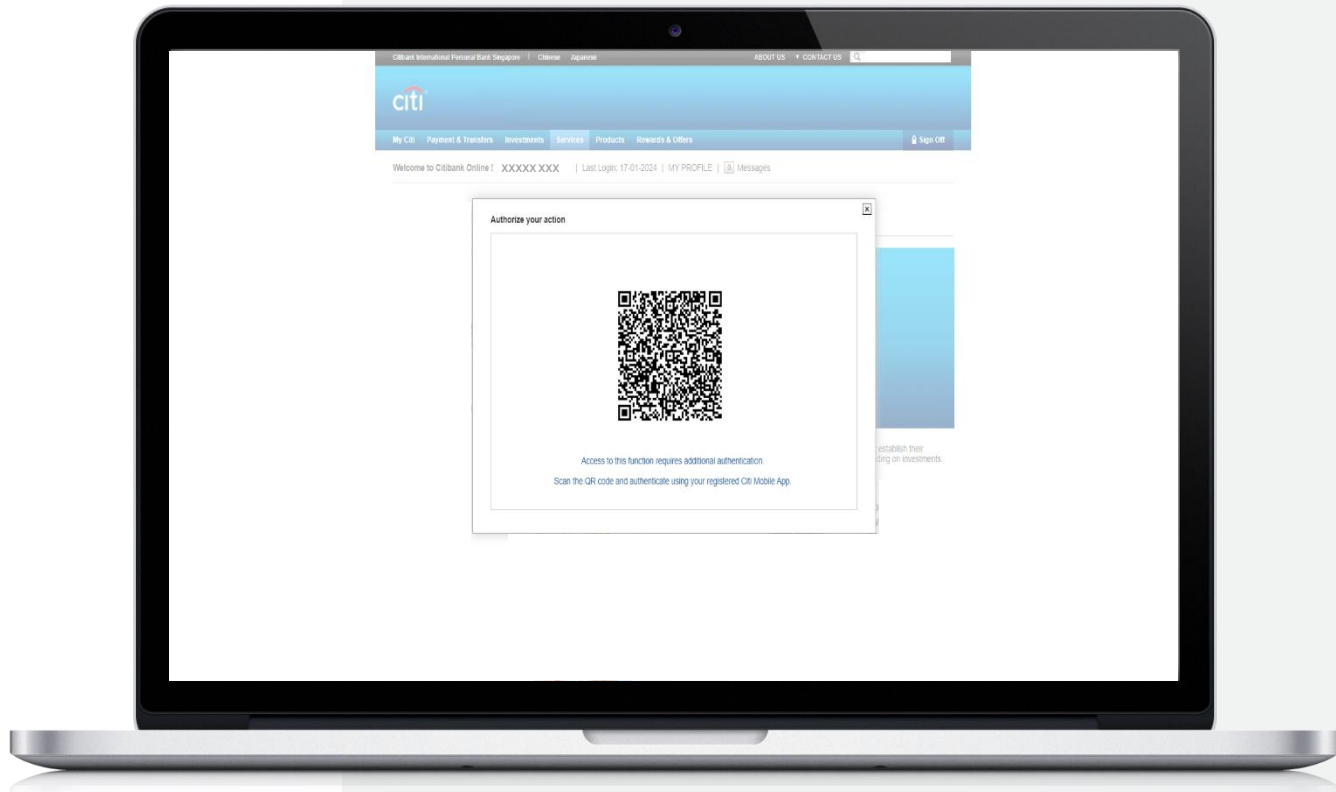 Citibank International Personal Bank Singapore | Chinese Japanese ABOUT US ▼ CONTACT US
citi
My Citi Payment & Transfers Investments Services Products Rewards & Offers Sign Off
Welcome to Citibank Online ! XXXXX XXX | Last Login: 17-01-2024 | MY PROFILE | Messages
Authorize your action
establish their
on investments.
Access to this function requires additional authentication.
Scan the QR code and authenticate using your registered Citi Mobile App.